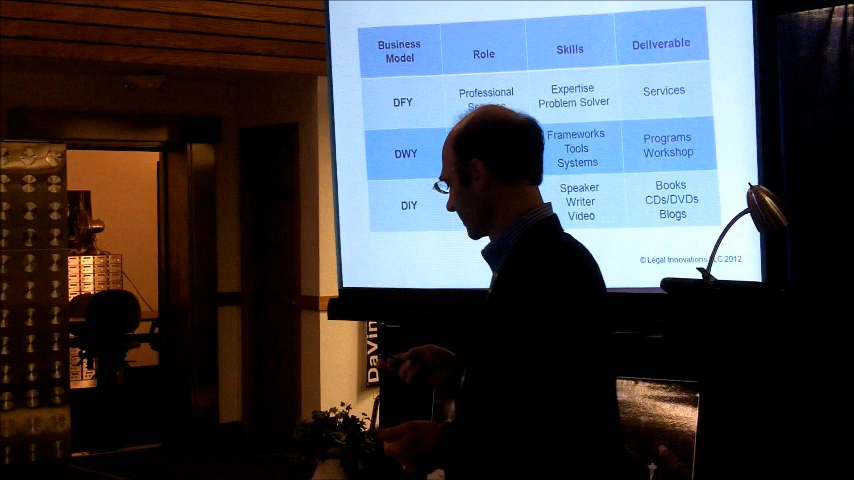 Business Model Role Skills Deliverable
DFY Professional Expertise Services
Problem Solver
DWY Frameworks Programs
Tools Workshop
Systems
DIY Speaker Books
Writer CDs/DVDs
Video Blogs
© Legal Innovations 2012
DaVin